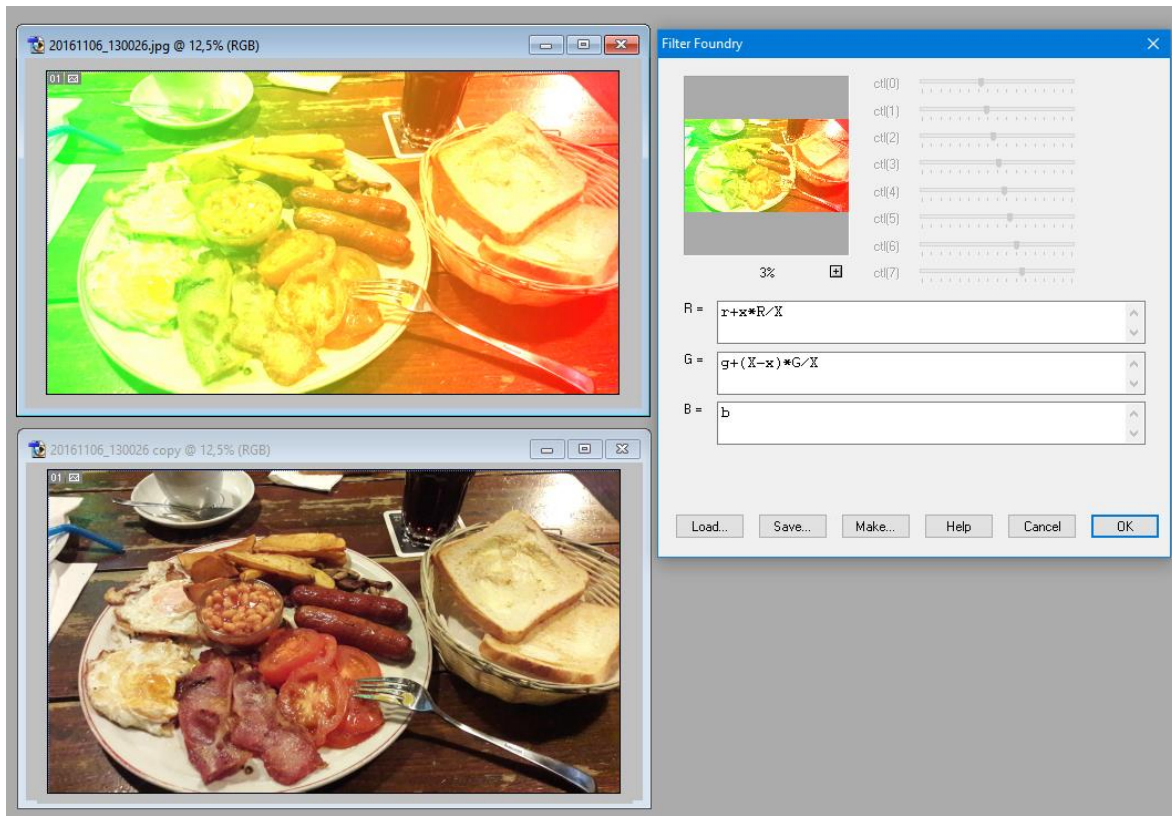 20161106_130026.jpg @ 12,5% (RGB)
01
20161106_130026 copy @ 12,5% (RGB)
01
Filter Foundry
ctl(0)
ctl(1)
ctl(2)
ctl(3)
ctl(4)
ctl(5)
ctl(6)
3% ctl(7)
R = r+x*R/X
G = g+(X-x)*G/X
B = b
Load... Save... Make... Help Cancel OK